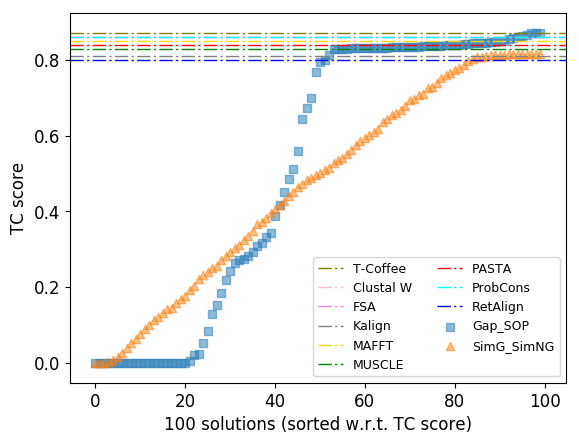 TC score
0.8
0.6
0.4
0.2
0.0
T-Coffee
Clustal W
FSA
Kalign
MAFFT
MUSCLE
PASTA
ProbCons
RetAlign
Gap_SOP
SimG_SimNG
0 20 40 60 80 100
100 solutions (sorted w.r.t. TC score)